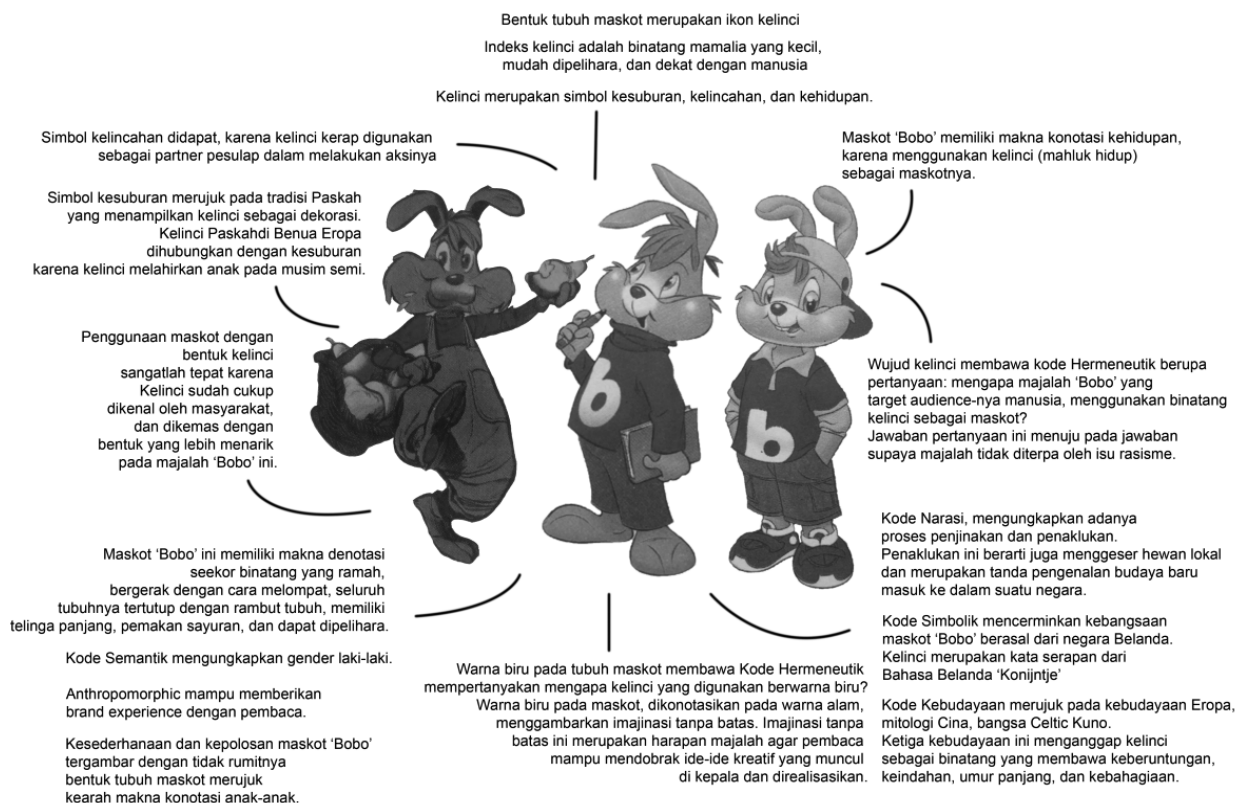 Bentuk tubuh maskot merupakan ikon kelinci
Indeks kelinci adalah binatang mamalia yang kecil,
mudah dipelihara, dan dekat dengan manusia
Kelinci merupakan simbol kesuburan, kelincahan, dan kehidupan.
Simbol kelincahan didapat, karena kelinci kerap digunakan
sebagai partner pesulap dalam melakukan aksinya
Simbol kesuburan merujuk pada tradisi Paskah
yang menampilkan kelinci sebagai dekorasi.
Kelinci Paskahdi Benua Eropa
dihubungkan dengan kesuburan
karena kelinci melahirkan anak pada musim semi.
Penggunaan maskot dengan
bentuk kelinci
sangatlah tepat karena
Kelinci sudah cukup
dikenal oleh masyarakat,
dan dikemas dengan
bentuk yang lebih menarik
pada majalah ‘Bobo’ ini.
Maskot ‘Bobo’ ini memiliki makna denotasi
seekor binatang yang ramah,
bergerak dengan cara melompat, seluruh
tubuhnya tertutup dengan rambut tubuh, memiliki
telinga panjang, pemakan sayuran, dan dapat dipelihara.
Kode Semantik mengungkapkan gender laki-laki.
Anthropomorphic mampu memberikan
brand experience dengan pembaca.
Kesederhanaan dan kepolosan maskot ‘Bobo’
tergambar dengan tidak rumitnya
bentuk tubuh maskot merujuk
kearah makna konotasi anak-anak.
b
b
Warna biru pada tubuh maskot membawa Kode Hermeneutik
mempertanyakan mengapa kelinci yang digunakan berwarna biru?
Warna biru pada maskot, dikonotasikan pada warna alam,
menggambarkan imajinasi tanpa batas. Imajinasi tanpa
batas ini merupakan harapan majalah agar pembaca
mampu mendobrak ide-ide kreatif yang muncul
di kepala dan direalisasikan.
Maskot ‘Bobo’ memiliki makna konotasi kehidupan,
karena menggunakan kelinci (mahluk hidup)
sebagai maskotnya.
Wujud kelinci membawa kode Hermeneutik berupa
pertanyaan: mengapa majalah ‘Bobo’ yang
target audience-nya manusia, menggunakan binatang
kelinci sebagai maskot?
Jawaban pertanyaan ini menuju pada jawaban
supaya majalah tidak diterpa oleh isu rasisme.
Kode Narasi, mengungkapkan adanya
proses penjinakan dan penaklukan.
Penaklukan ini berarti juga menggeser hewan lokal
dan merupakan tanda pengenalan budaya baru
masuk ke dalam suatu negara.
Kode Simbolik mencerminkan kebangsaan
maskot ‘Bobo’ berasal dari negara Belanda.
Kelinci merupakan kata serapan dari
Bahasa Belanda ‘Konijntje’
Kode Kebudayaan merujuk pada kebudayaan Eropa,
mitologi Cina, bangsa Celtic Kuno.
Ketiga kebudayaan ini menganggap kelinci
sebagai binatang yang membawa keberuntungan,
keindahan, umur panjang, dan kebahagiaan.